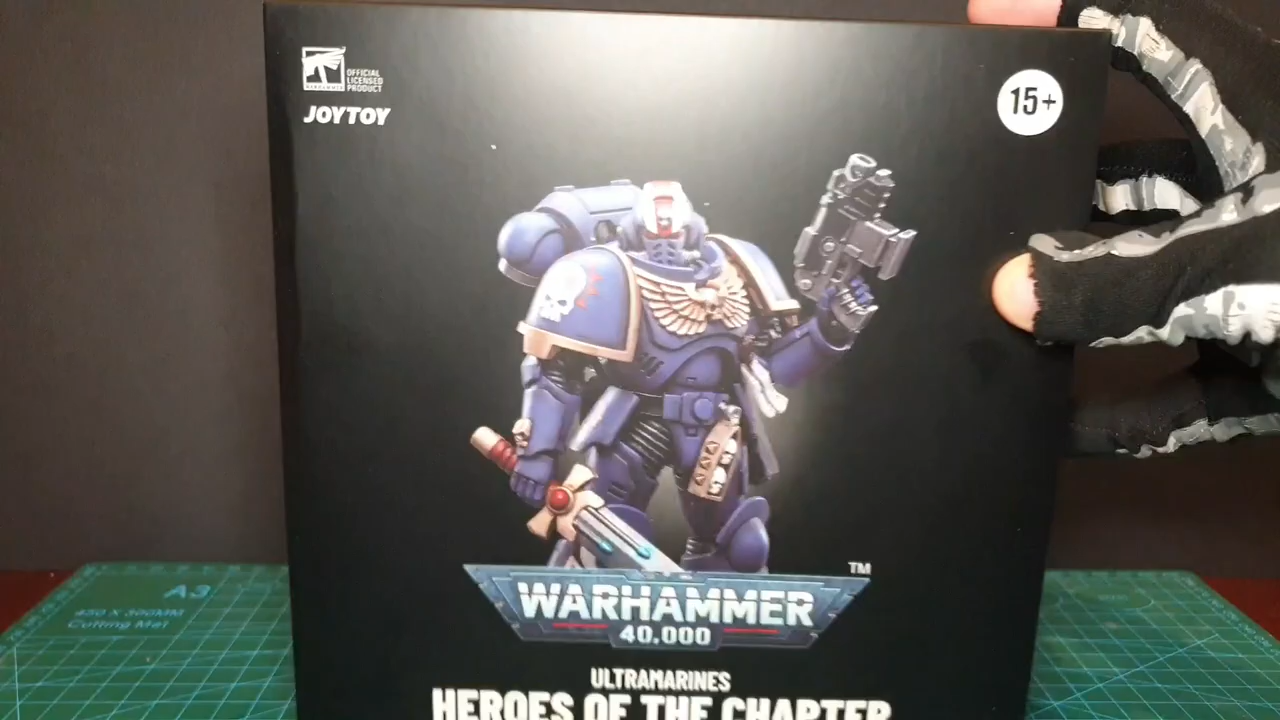 WARHAMMER
OFFICIAL
LICENSED
PRODUCT
JOYTOY
15+
TM
WARHAMMER
40,000
ULTRAMARINES
HEROES OF THE CHAPTER
A3
450 X 300MM
Cutting Mat